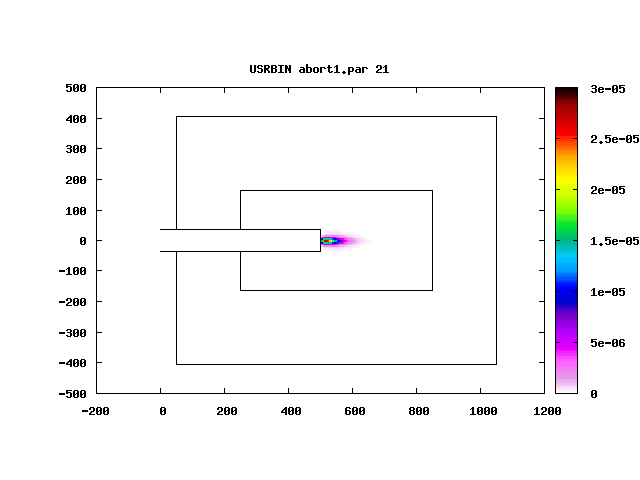 USRBIN abort1.par 21
500
400
300
200
100
0
-100
-200
-300
-400
-500
-200 0 200 400 600 800 1000 1200
3e-05
2.5e-05
2e-05
1.5e-05
1e-05
5e-06
0